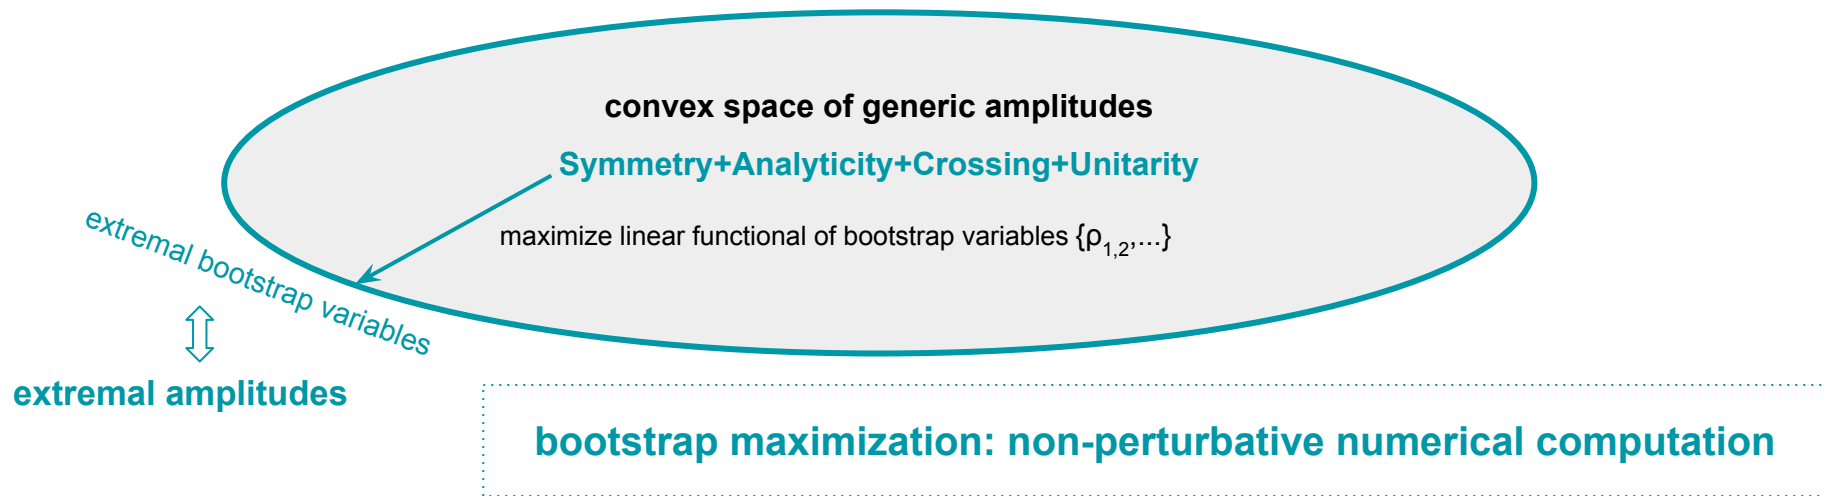 convex space of generic amplitudes
Symmetry+Analyticity+Crossing+Unitarity
maximize linear functional of bootstrap variables {ρ1,2,...}
extremal bootstrap variables
extremal amplitudes
bootstrap maximization: non-perturbative numerical computation